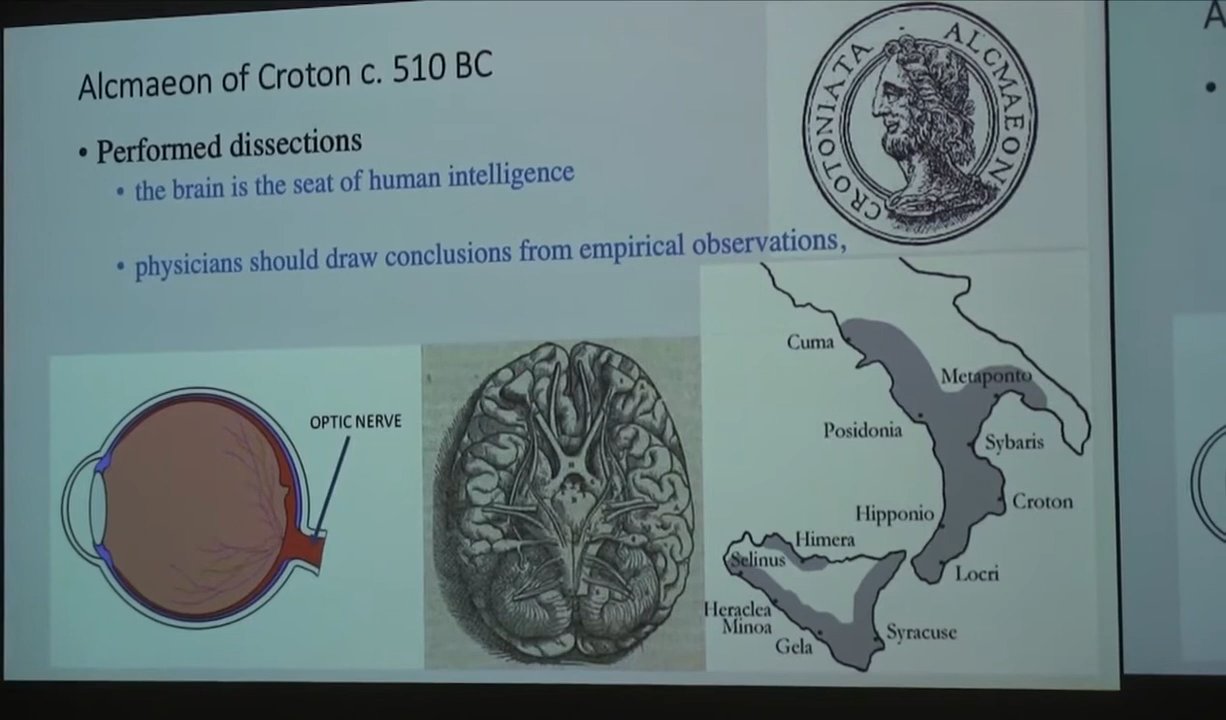 Alcmaeon of Croton c. 510 BC
• Performed dissections
• the brain is the seat of human intelligence
• physicians should draw conclusions from empirical observations,
CROTONIATA ALCMAEON
OPTIC NERVE
Cuma
Metaponto
Posidonia
Sybaris
Croton
Hipponio
Himera
Selinus
Locri
Heraclea
Minoa
Gela
Syracuse
A
•